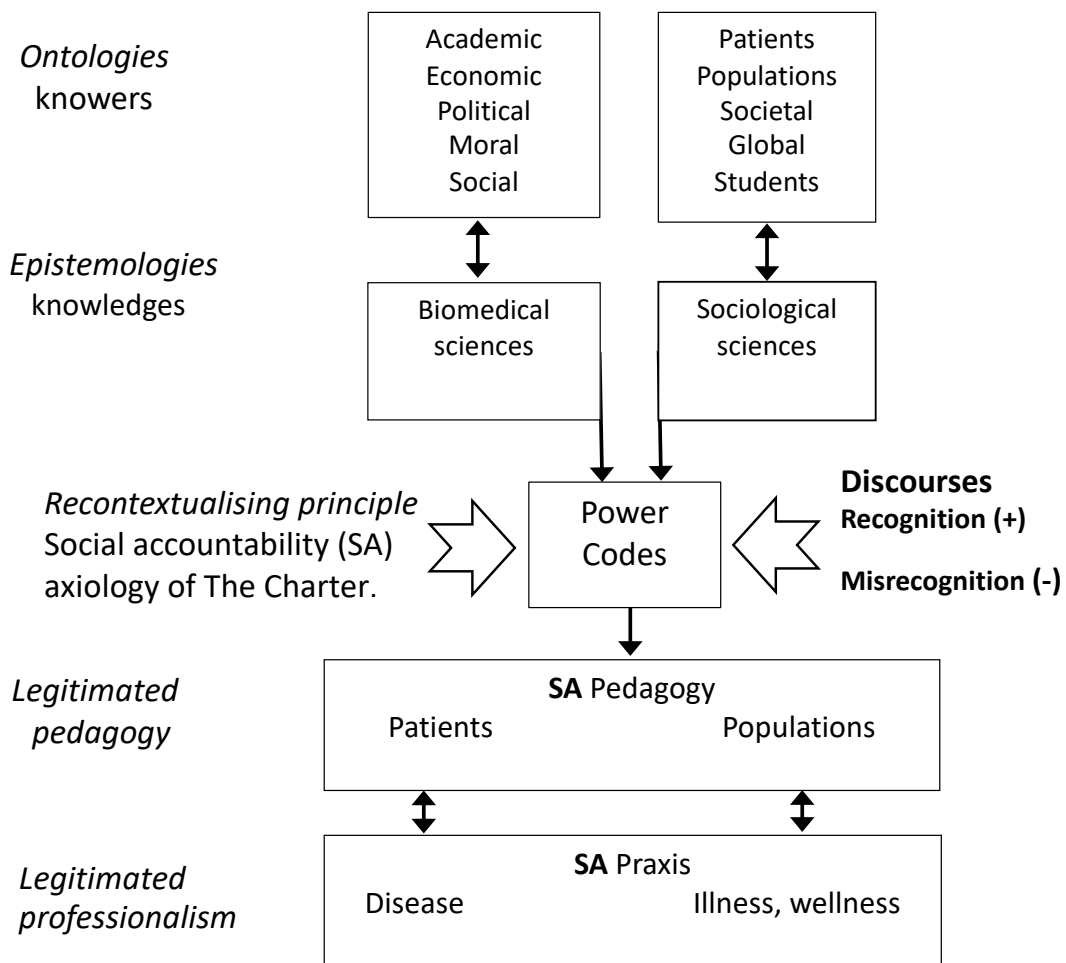 Ontologies
knowers
Academic
Economic
Political
Moral
Social
Patients
Populations
Societal
Global
Students
Epistemologies
knowledges
Biomedical
sciences
Sociological
sciences
Recontextualising principle
Social accountability (SA)
axiology of The Charter.
Power
Codes
Discourses
Recognition (+)
Misrecognition (-)
Legitimated
pedagogy
SA Pedagogy
Patients
Populations
Legitimated
professionalism
SA Praxis
Disease
Illness, wellness